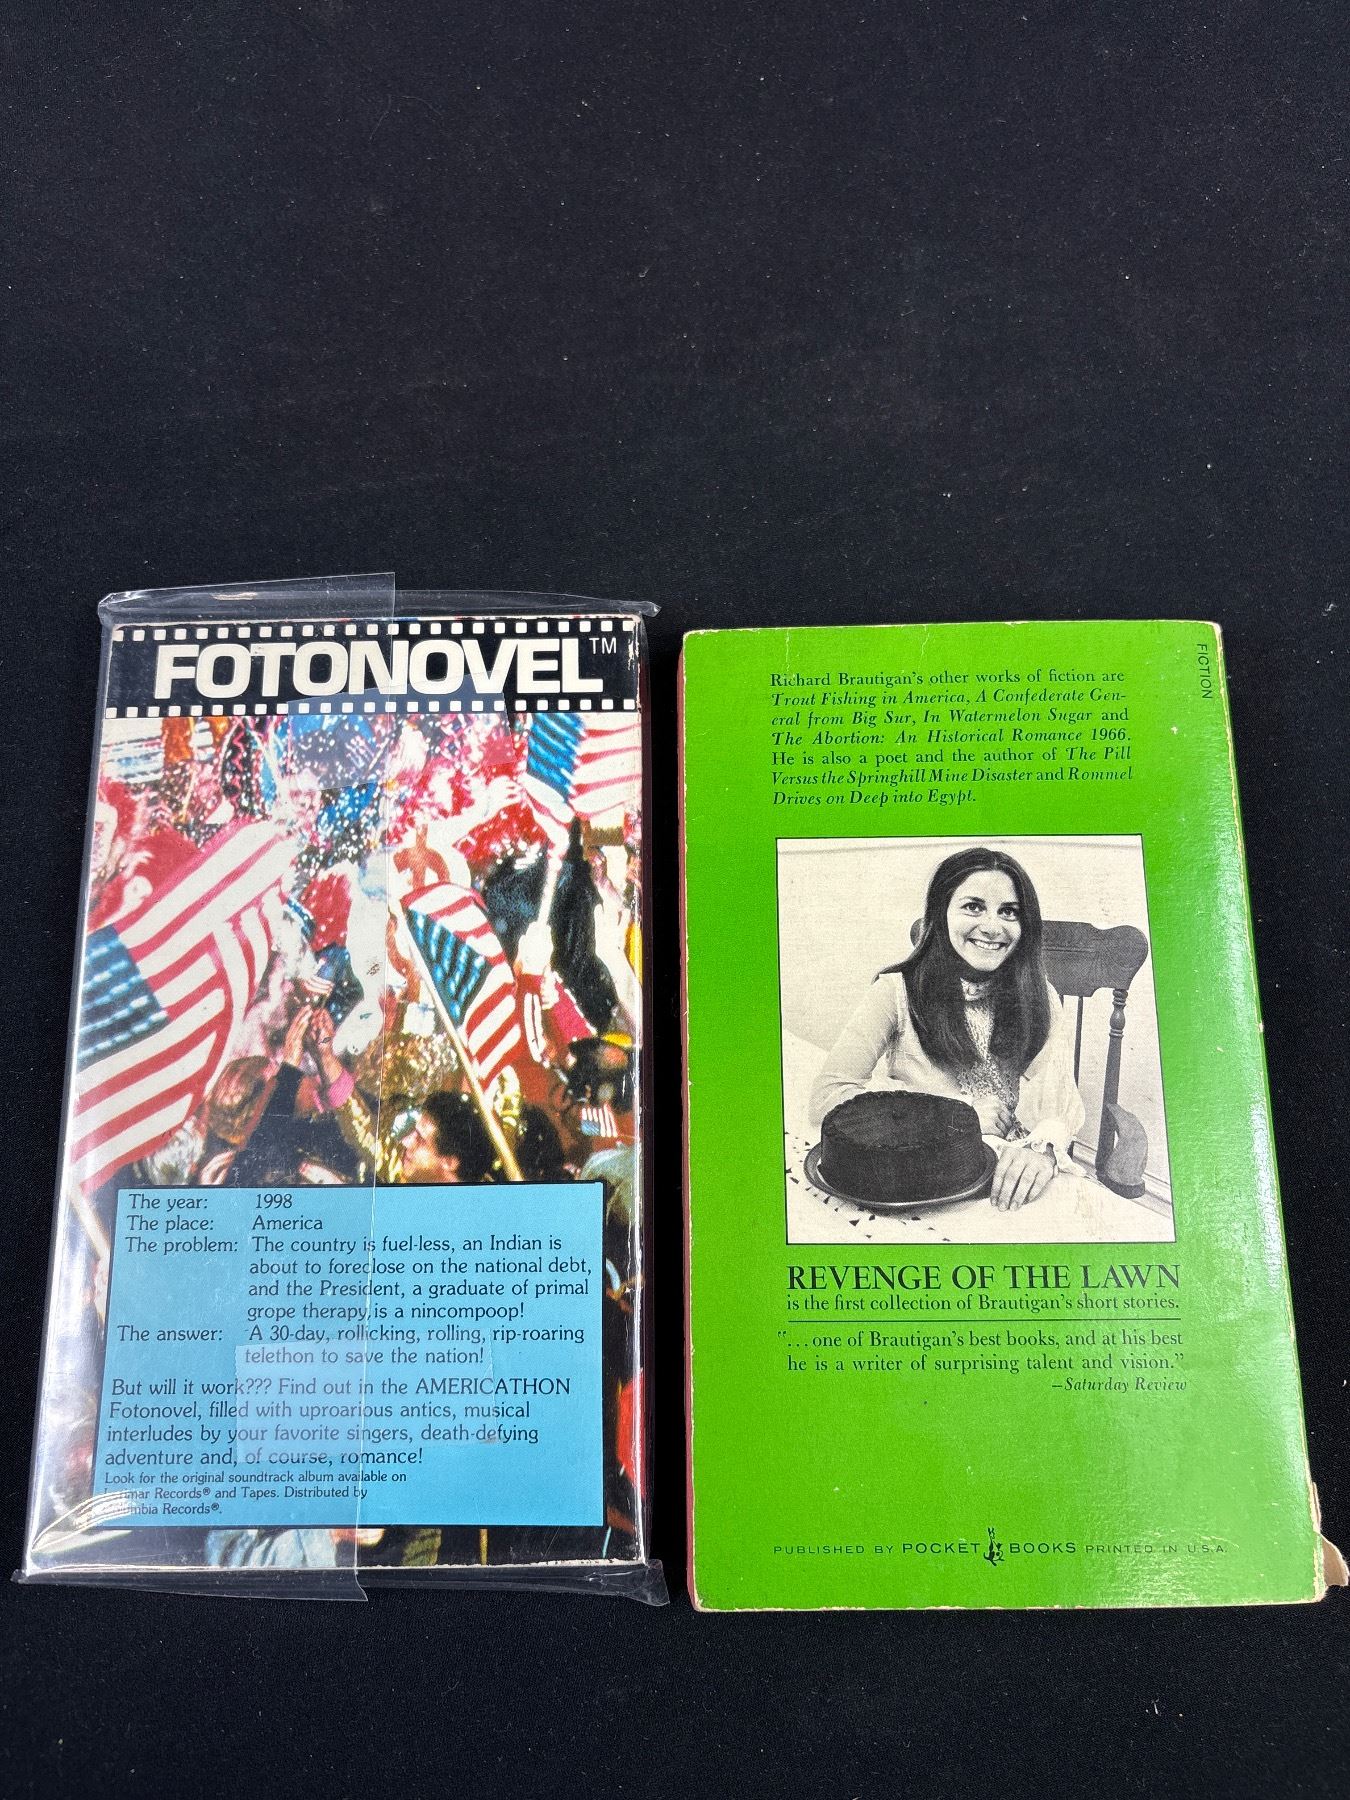 FOTONOVEL™
The year: 1998
The place: America
The problem: The country is fuel-less, an Indian is
about to foreclose on the national debt,
and the President, a graduate of primal
grope therapy, is a nincompoop!
The answer: A 30-day, rollicking, rolling, rip-roaring
telethon to save the nation!
But will it work??? Find out in the AMERICATHON
Fotonovel, filled with uproarious antics, musical
interludes by your favorite singers, death-defying
adventure and, of course, romance!
Look for the original soundtrack album available on
Lorimar Records® and Tapes. Distributed by
Columbia Records®.
FICTION
Richard Brautigan's other works of fiction are
Trout Fishing in America, A Confederate Gen-
eral from Big Sur, In Watermelon Sugar and
The Abortion: An Historical Romance 1966.
He is also a poet and the author of The Pill
Versus the Springhill Mine Disaster and Rommel
Drives on Deep into Egypt.
REVENGE OF THE LAWN
is the first collection of Brautigan's short stories.
"...one of Brautigan's best books, and at his best
he is a writer of surprising talent and vision."
—Saturday Review
PUBLISHED BY POCKET BOOKS PRINTED IN U.S.A.